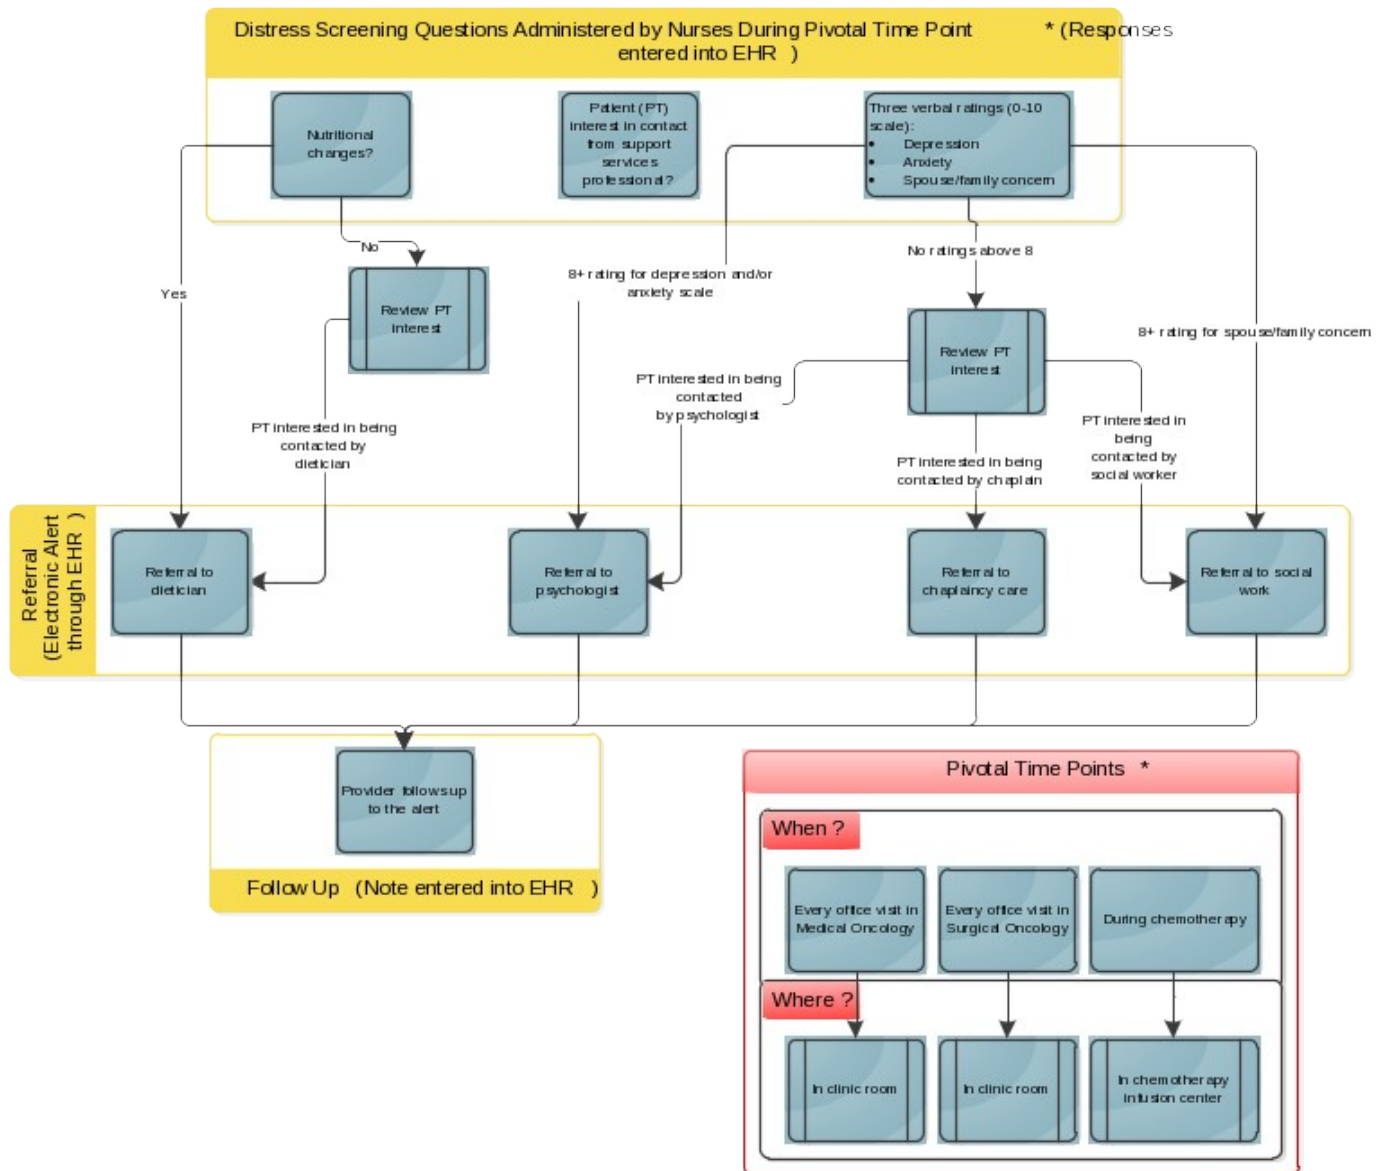 Distress Screening Questions Administered by Nurses During Pivotal Time Point * (Responses
entered into EHR )
Nutritional
changes?
Patient (PT)
interest in contact
from support
services
professional?
Three verbal ratings (0-10
scale):
• Depression
• Anxiety
• Spouse/family concern
No
Yes
Review PT
interest
8+ rating for depression and/or
anxiety scale
No ratings above 8
8+ rating for spouse/family concern
Review PT
interest
PT interested in being
contacted by
dietician
PT interested in being
contacted
by psychologist
PT interested in being
contacted by chaplain
PT interested in
being
contacted by
social worker
Referral
(Electronic Alert
through EHR )
Referral to
dietician
Referral to
psychologist
Referral to
chaplaincy care
Referral to social
work
Provider follows up
to the alert
Follow Up (Note entered into EHR )
Pivotal Time Points *
When ?
Every office visit in
Medical Oncology
Every office visit in
Surgical Oncology
During chemotherapy
Where ?
In clinic room
In clinic room
In chemotherapy
infusion center